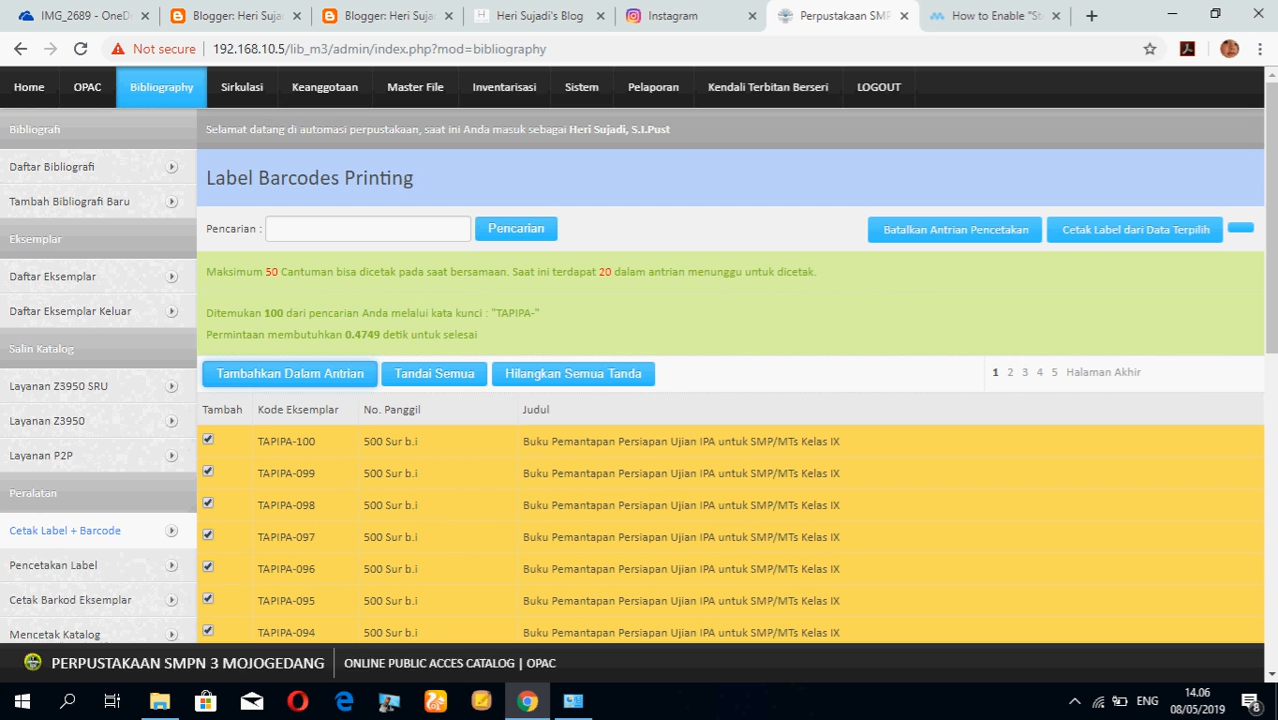 IMG_2689 - OneD
Blogger: Heri Suja
Blogger: Heri Suja
H Heri Sujadi's Blog
Instagram
Perpustakaan SMP
How to Enable "St
Not secure 192.168.10.5/lib_m3/admin/index.php?mod=bibliography
Home OPAC Bibliography Sirkulasi Keanggotaan Master File Inventarisasi Sistem Pelaporan Kendali Terbitan Berseri LOGOUT
Bibliografi
Daftar Bibliografi
Tambah Bibliografi Baru
Eksemplar
Daftar Eksemplar
Daftar Eksemplar Keluar
Salin Katalog
Layanan Z3950 SRU
Layanan Z3950
Layanan P2P
Peralatan
Cetak Label + Barcode
Pencetakan Label
Cetak Barkod Eksemplar
Mencetak Katalog
Selamat datang di automasi perpustakaan, saat ini Anda masuk sebagai Heri Sujadi, S.I.Pust
Label Barcodes Printing
Pencarian : Pencarian Batalkan Antrian Pencetakan Cetak Label dari Data Terpilih
Maksimum 50 Cantuman bisa dicetak pada saat bersamaan. Saat ini terdapat 20 dalam antrian menunggu untuk dicetak.
Ditemukan 100 dari pencarian Anda melalui kata kunci : "TAPIPA-"
Permintaan membutuhkan 0.4749 detik untuk selesai
Tambahkan Dalam Antrian Tandai Semua Hilangkan Semua Tanda 1 2 3 4 5 Halaman Akhir
Tambah Kode Eksemplar No. Panggil Judul
TAPIPA-100 500 Sur b.i Buku Pemantapan Persiapan Ujian IPA untuk SMP/MTs Kelas IX
TAPIPA-099 500 Sur b.i Buku Pemantapan Persiapan Ujian IPA untuk SMP/MTs Kelas IX
TAPIPA-098 500 Sur b.i Buku Pemantapan Persiapan Ujian IPA untuk SMP/MTs Kelas IX
TAPIPA-097 500 Sur b.i Buku Pemantapan Persiapan Ujian IPA untuk SMP/MTs Kelas IX
TAPIPA-096 500 Sur b.i Buku Pemantapan Persiapan Ujian IPA untuk SMP/MTs Kelas IX
TAPIPA-095 500 Sur b.i Buku Pemantapan Persiapan Ujian IPA untuk SMP/MTs Kelas IX
TAPIPA-094 500 Sur b.i Buku Pemantapan Persiapan Ujian IPA untuk SMP/MTs Kelas IX
PERPUSTAKAAN SMPN 3 MOJOGEDANG ONLINE PUBLIC ACCES CATALOG | OPAC
ENG
14.06
08/05/2019
8